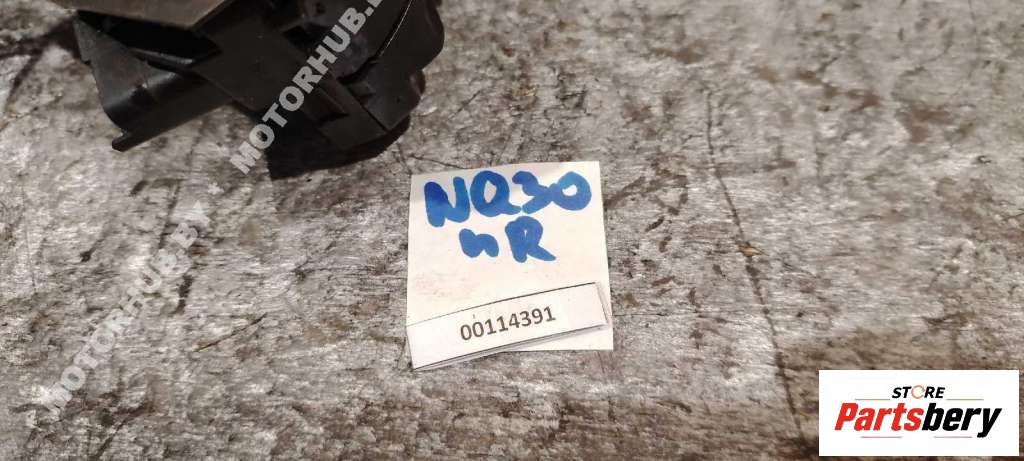 MOTORHUB.BY • MOTORHUB.BY
NQ30
nR
00114391
STORE
Partsbery